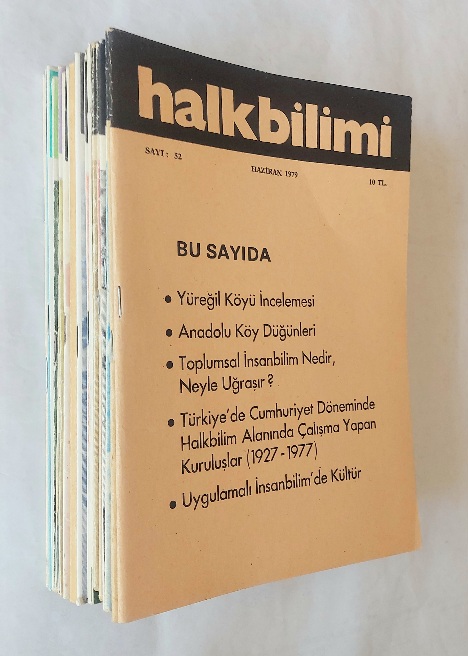 halkbilimi
SAYI: 52 HAZİRAN 1979 10 TL.
BU SAYIDA
• Yüreğil Köyü İncelemesi
• Anadolu Köy Düğünleri
• Toplumsal İnsanbilim Nedir,
Neyle Uğraşır?
• Türkiye'de Cumhuriyet Döneminde
Halkbilim Alanında Çalışma Yapan
Kuruluşlar (1927-1977)
• Uygulamalı İnsanbilim'de Kültür